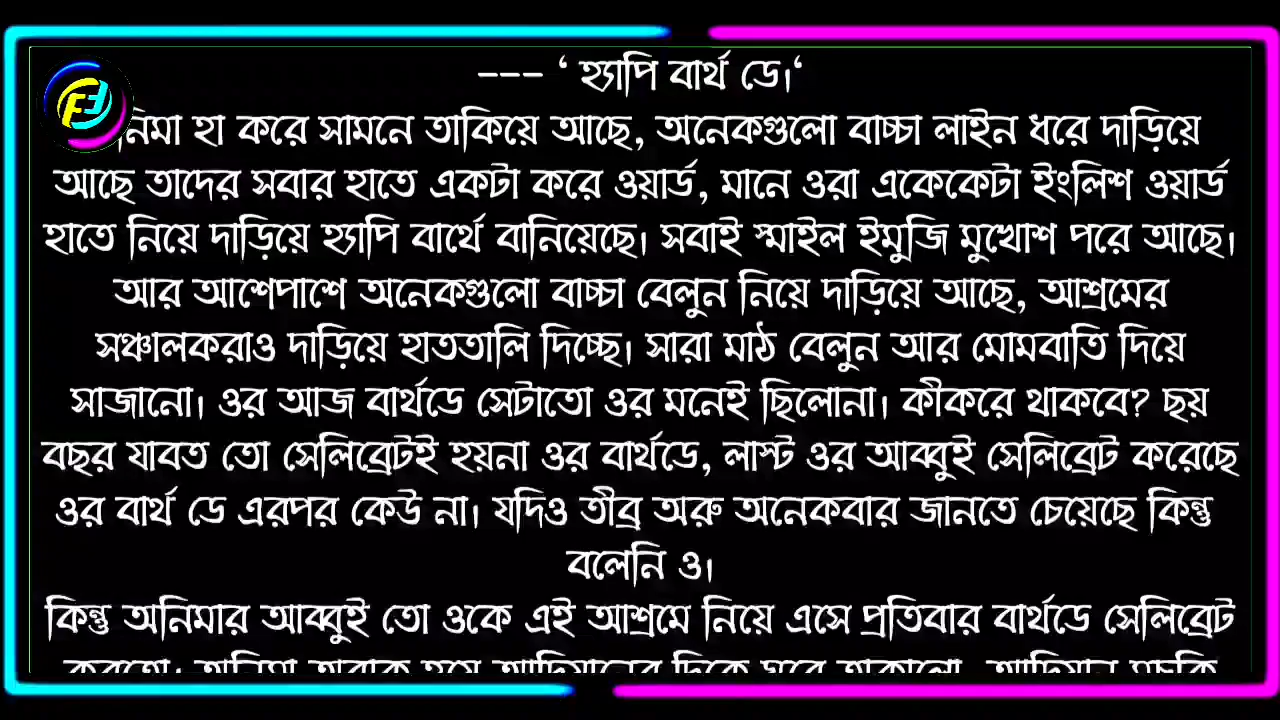 --- ‘ হ্যাপি বার্থ ডে।‘
নিমা হা করে সামনে তাকিয়ে আছে, অনেকগুলো বাচ্চা লাইন ধরে দাড়িয়ে
আছে তাদের সবার হাতে একটা করে ওয়ার্ড, মানে ওরা একেকেটা ইংলিশ ওয়ার্ড
হাতে নিয়ে দাড়িয়ে হ্যাপি বার্থে বানিয়েছে। সবাই স্মাইল ইমুজি মুখোশ পরে আছে।
আর আশেপাশে অনেকগুলো বাচ্চা বেলুন নিয়ে দাড়িয়ে আছে, আশ্রমের
সঞ্চালকরাও দাড়িয়ে হাততালি দিচ্ছে। সারা মাঠ বেলুন আর মোমবাতি দিয়ে
সাজানো। ওর আজ বার্থডে সেটাতো ওর মনেই ছিলোনা। কীকরে থাকবে? ছয়
বছর যাবত তো সেলিব্রেটই হয়না ওর বার্থডে, লাস্ট ওর আব্বুই সেলিব্রেট করেছে
ওর বার্থ ডে এরপর কেউ না। যদিও তীব্র অরু অনেকবার জানতে চেয়েছে কিন্তু
বলেনি ও।
কিন্তু অনিমার আব্বুই তো ওকে এই আশ্রমে নিয়ে এসে প্রতিবার বার্থডে সেলিব্রেট